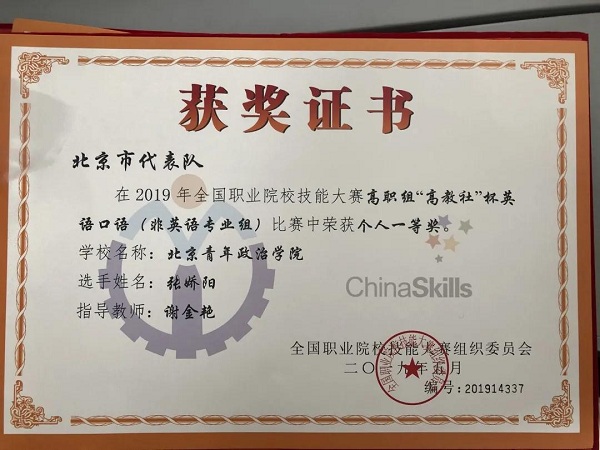 获奖证书
北京市代表队
在2019年全国职业院校技能大赛高职组“高教社”杯英
语口语（非英语专业组）比赛中荣获个人一等奖。
学校名称：北京青年政治学院
选手姓名：张娇阳
指导教师：谢金艳
ChinaSkills
全国职业院校技能大赛组织委员会
二〇一九年五月
编号:201914337